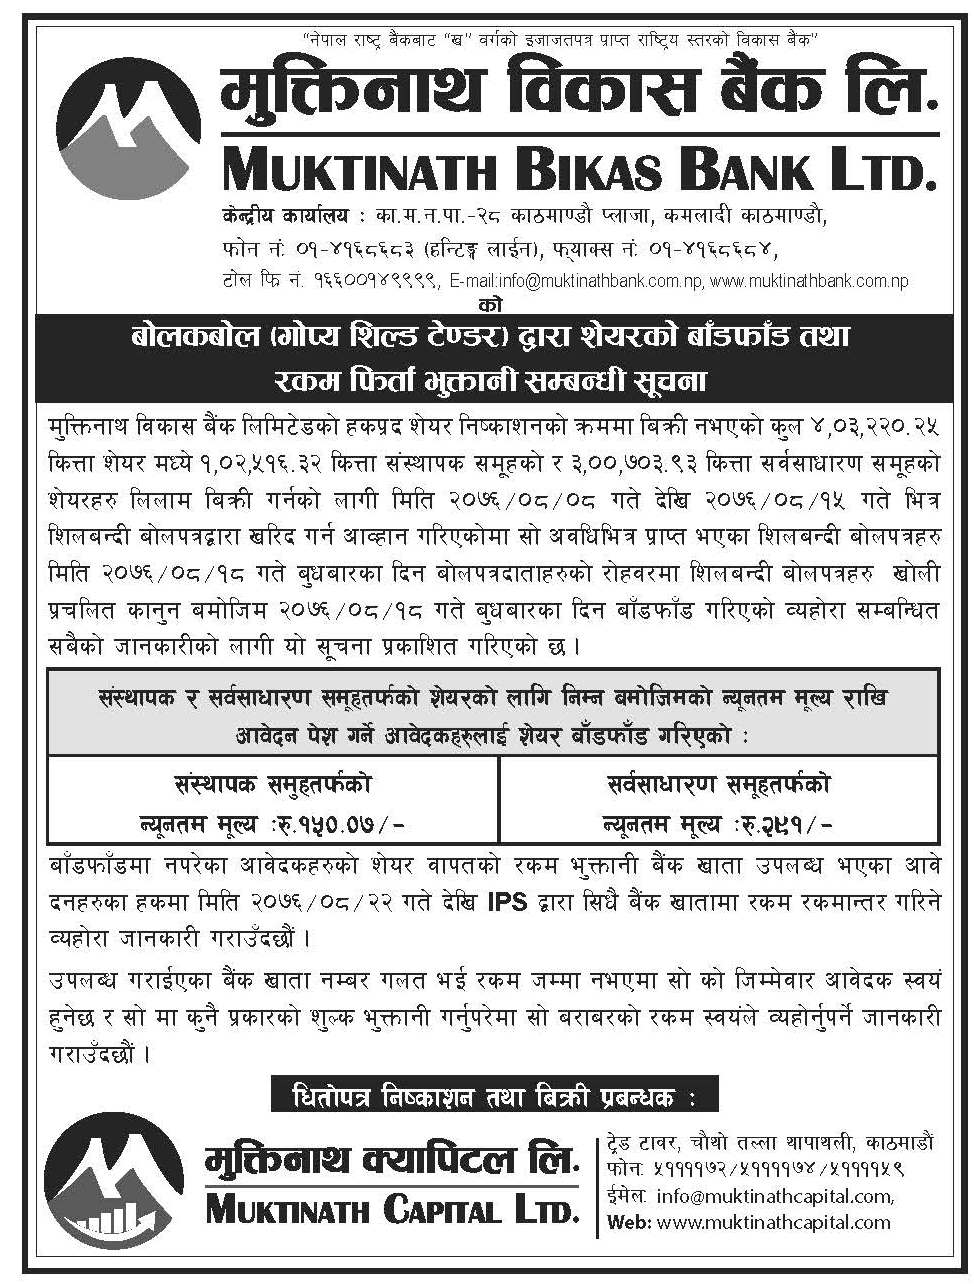 "नेपाल राष्ट्र बैंकबाट "ख" वर्गको इजाजतपत्र प्राप्त राष्ट्रिय स्तरको विकास बैंक"
मुक्तिनाथ विकास बैंक लि.
MUKTINATH BIKAS BANK LTD.
केन्द्रीय कार्यालय : का.म.न.पा.-२८ काठमाण्डौ प्लाजा, कमलादी काठमाण्डौ,
फोन नं: ०१-४१६८६८३ (हन्टिङ्ग लाईन), फ्याक्स नं: ०१-४१६८६८४,
टोल फ्रि नं. १६६००१४९९९९, E-mail:info@muktinathbank.com.np, www.muktinathbank.com.np
को
बोलकबोल (गोप्य शिल्ड टेण्डर) द्वारा शेयरको बाँडफाँड तथा
रकम फिर्ता भुक्तानी सम्बन्धी सूचना
मुक्तिनाथ विकास बैंक लिमिटेडको हकप्रद शेयर निष्काशनको क्रममा बिक्री नभएको कुल ४,०३,२२०.२५
कित्ता शेयर मध्ये १,०२,५१६.३२ कित्ता संस्थापक समूहको र ३,००,७०३.९३ कित्ता सर्वसाधारण समूहको
शेयरहरु लिलाम बिक्री गर्नको लागी मिति २०७६/०८/०८ गते देखि २०७६/०८/१५ गते भित्र
शिलबन्दी बोलपत्रद्वारा खरिद गर्न आव्हान गरिएकोमा सो अवधिभित्र प्राप्त भएका शिलबन्दी बोलपत्रहरु
मिति २०७६/०८/१८ गते बुधबारका दिन बोलपत्रदाताहरुको रोहवरमा शिलबन्दी बोलपत्रहरु खोली
प्रचलित कानुन बमोजिम २०७६/०८/१८ गते बुधबारका दिन बाँडफाँड गरिएको व्यहोरा सम्बन्धित
सबैको जानकारीको लागी यो सूचना प्रकाशित गरिएको छ ।
संस्थापक र सर्वसाधारण समूहतर्फको शेयरको लागि निम्न बमोजिमको न्यूनतम मूल्य राखि
आवेदन पेश गर्ने आवेदकहरुलाई शेयर बाँडफाँड गरिएको :
संस्थापक समुहतर्फको
न्यूनतम मूल्य :रु.१५०.०७/-
सर्वसाधारण समूहतर्फको
न्यूनतम मूल्य :रु.२९१/-
बाँडफाँडमा नपरेका आवेदकहरुको शेयर वापतको रकम भुक्तानी बैंक खाता उपलब्ध भएका आवे
दनहरुका हकमा मिति २०७६/०८/२२ गते देखि IPS द्वारा सिधै बैंक खातामा रकम रकमान्तर गरिने
व्यहोरा जानकारी गराउँदछौं ।
उपलब्ध गराईएका बैंक खाता नम्बर गलत भई रकम जम्मा नभएमा सो को जिम्मेवार आवेदक स्वयं
हुनेछ र सो मा कुनै प्रकारको शुल्क भुक्तानी गर्नुपरेमा सो बराबरको रकम स्वयंले व्यहोर्नुपर्ने जानकारी
गराउँदछौं ।
धितोपत्र निष्काशन तथा बिक्री प्रबन्धक :
मुक्तिनाथ क्यापिटल लि.
MUKTINATH CAPITAL LTD.
ट्रेड टावर, चौथो तल्ला थापाथली, काठमाडौं
फोन: ५१११९७२/५१११९७४/५१११९५९
ईमेल: info@muktinathcapital.com,
Web: www.muktinathcapital.com